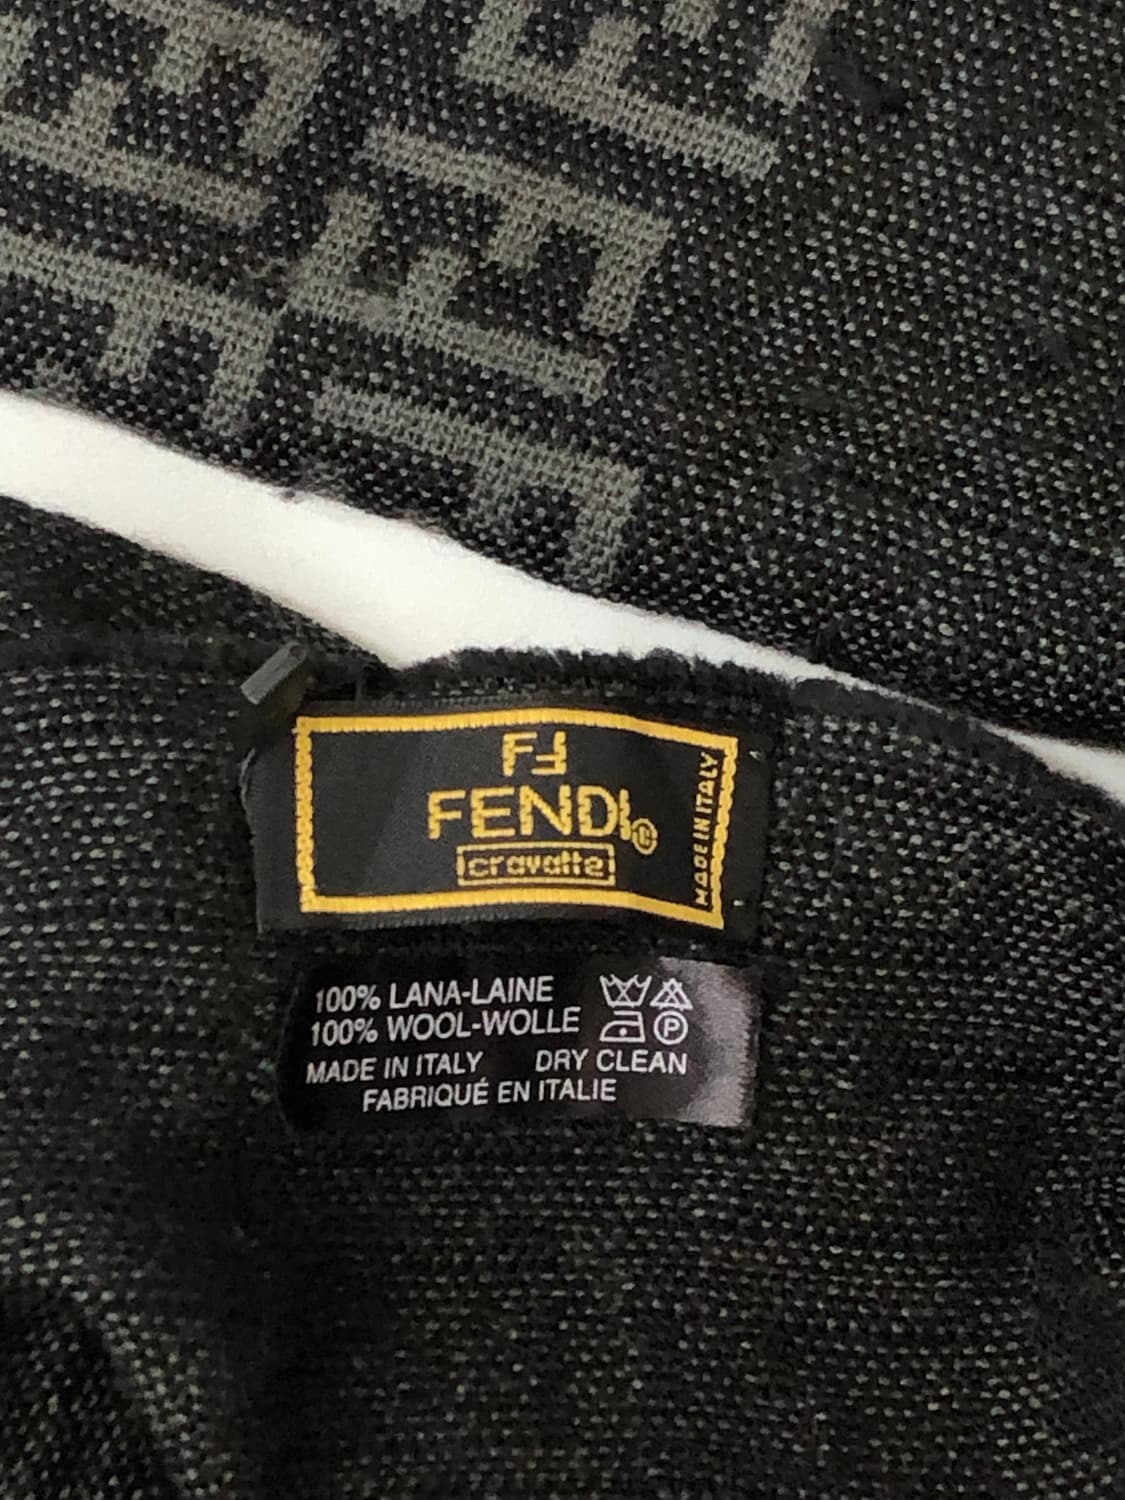 FF
FENDI®
cravatte
MADE IN ITALY
100% LANA-LAINE
100% WOOL-WOLLE
P
MADE IN ITALY DRY CLEAN
FABRIQUÉ EN ITALIE